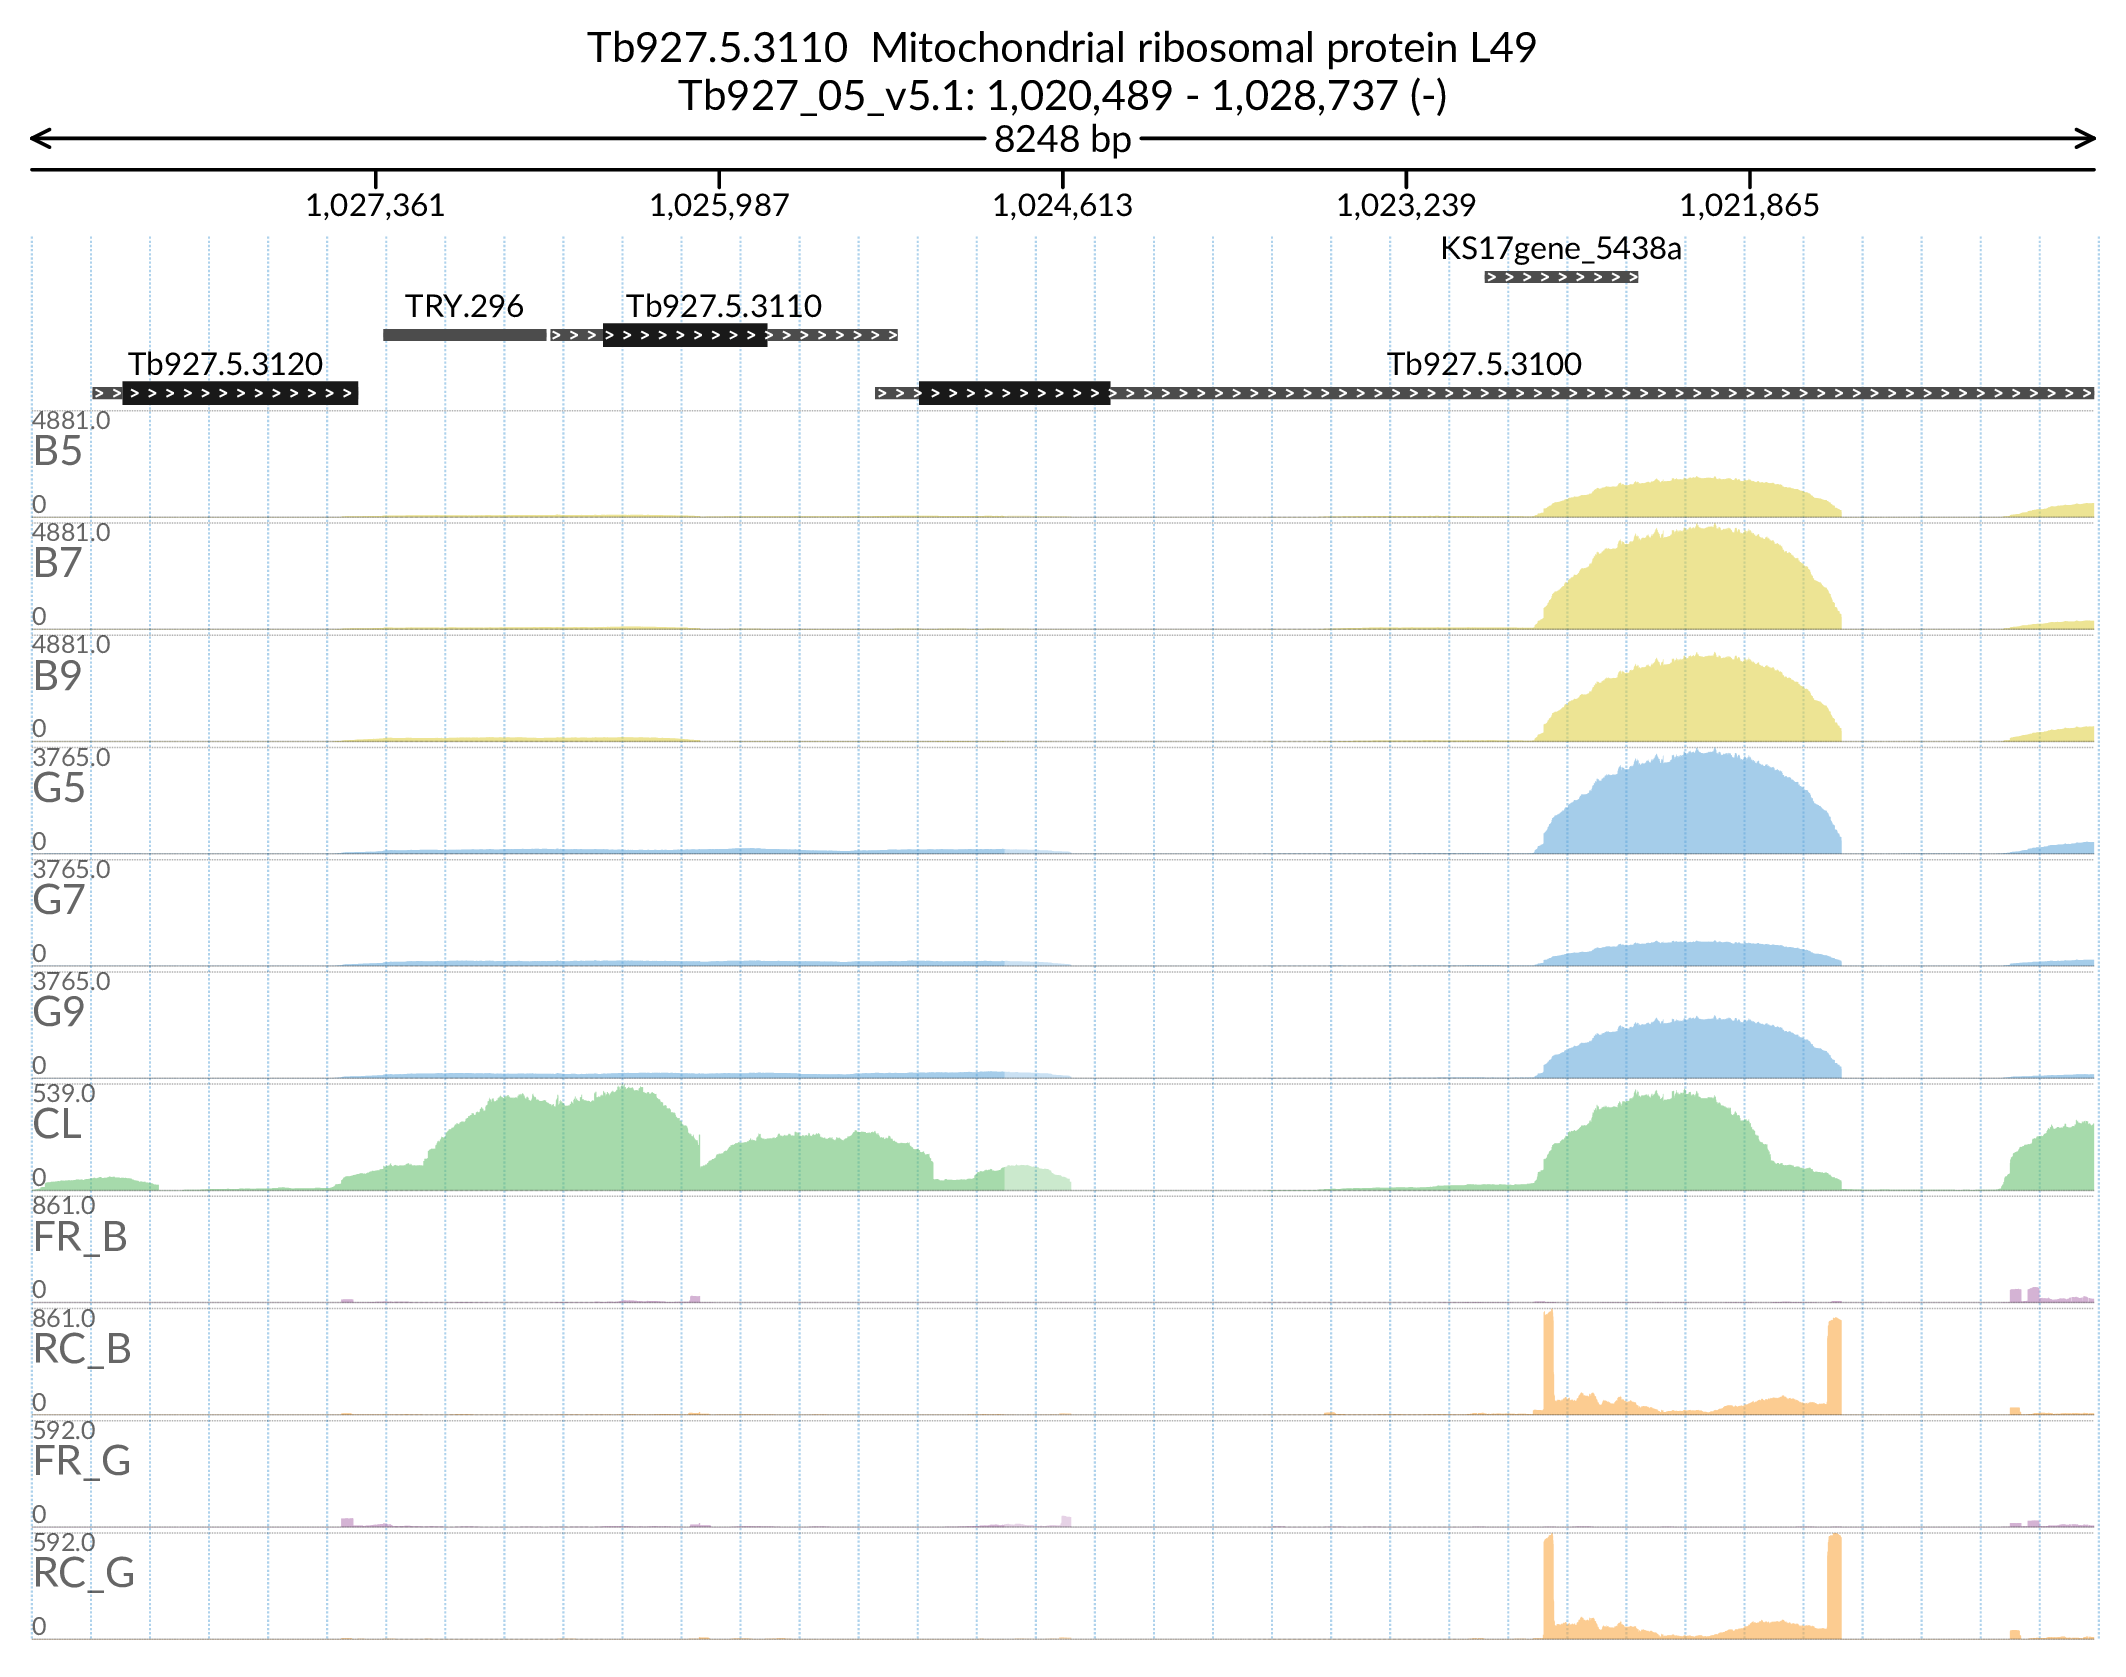 Tb927.5.3110  Mitochondrial ribosomal protein L49
Tb927_05_v5.1: 1,020,489 - 1,028,737 (-)
8248 bp
1,027,361 1,025,987 1,024,613 1,023,239 1,021,865
KS17gene_5438a
TRY.296 Tb927.5.3110
Tb927.5.3120 Tb927.5.3100
4881.0
B5
0
4881.0
B7
0
4881.0
B9
0
3765.0
G5
0
3765.0
G7
0
3765.0
G9
0
539.0
CL
0
861.0
FR_B
0
861.0
RC_B
0
592.0
FR_G
0
592.0
RC_G
0